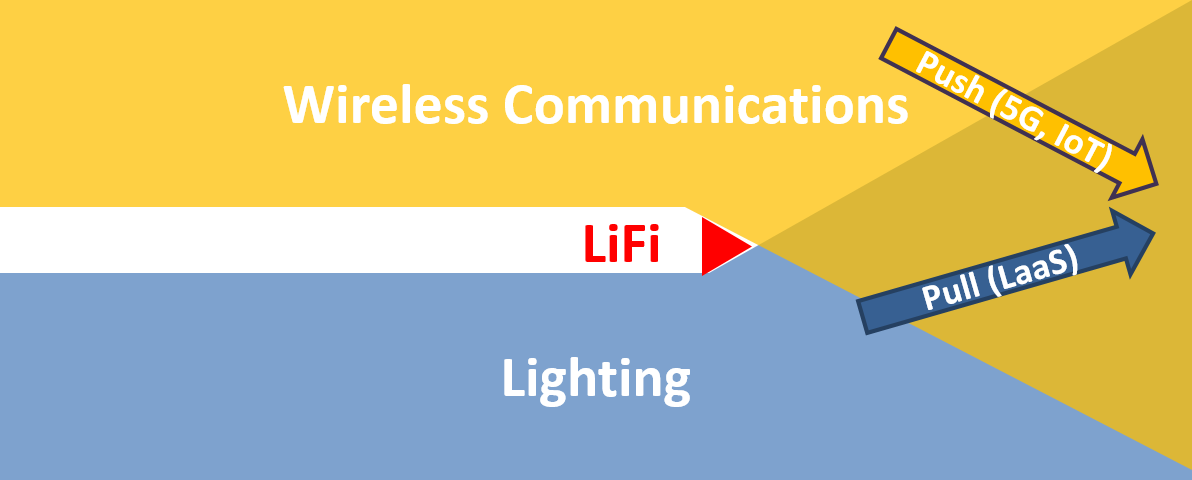 Wireless Communications
Push (5G, IoT)
LiFi
Pull (LaaS)
Lighting